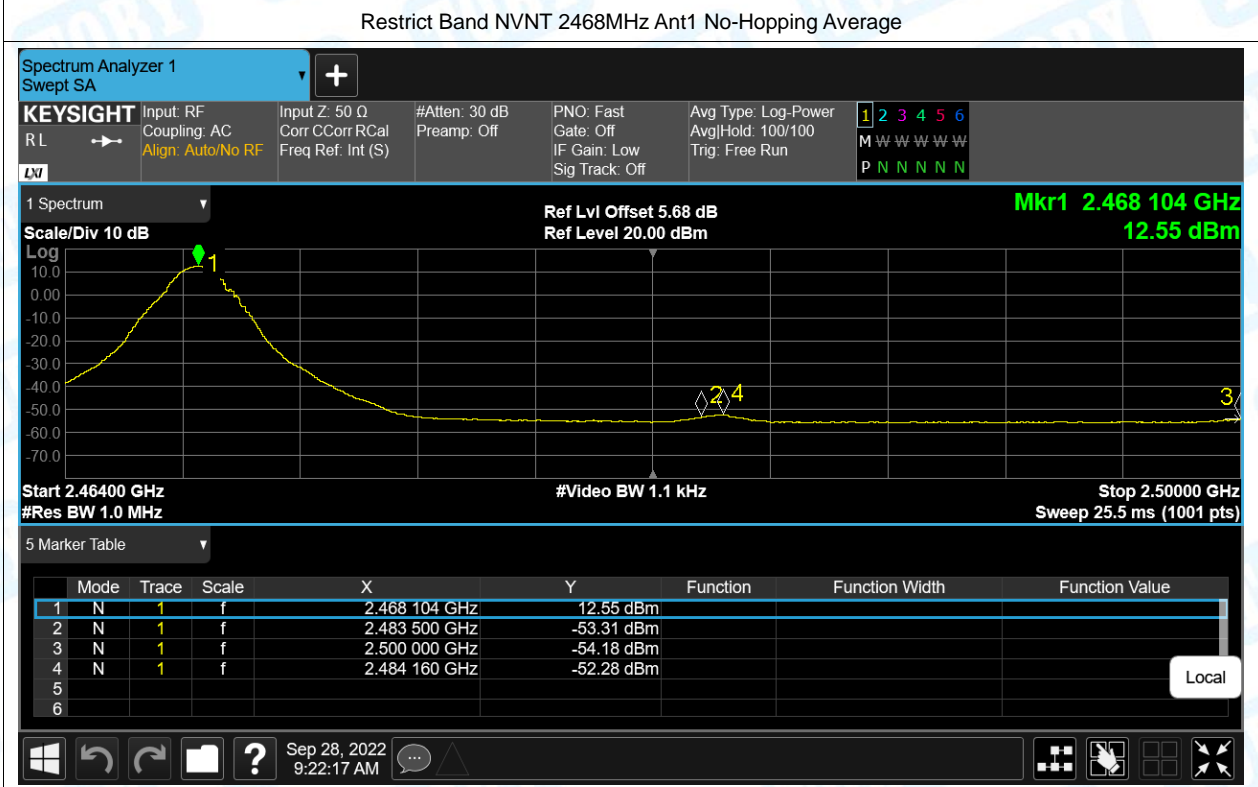 Restrict Band NVNT 2468MHz Ant1 No-Hopping Average
Spectrum Analyzer 1
Swept SA
KEYSIGHT
R L
LXI
Input: RF
Coupling: AC
Align: Auto/No RF
Input Z: 50 Ω
Corr CCorr RCal
Freq Ref: Int (S)
#Atten: 30 dB
Preamp: Off
PNO: Fast
Gate: Off
IF Gain: Low
Sig Track: Off
Avg Type: Log-Power
Avg|Hold: 100/100
Trig: Free Run
1 2 3 4 5 6
M W W W W W
P N N N N N
1 Spectrum
Scale/Div 10 dB
Ref Lvl Offset 5.68 dB
Ref Level 20.00 dBm
Mkr1 2.468 104 GHz
12.55 dBm
Log
10.0
0.00
-10.0
-20.0
-30.0
-40.0
-50.0
-60.0
-70.0
1
2 4
3
Start 2.46400 GHz
#Res BW 1.0 MHz
#Video BW 1.1 kHz
Stop 2.50000 GHz
Sweep 25.5 ms (1001 pts)
5 Marker Table
Mode Trace Scale X Y Function Function Width Function Value
1 N 1 f 2.468 104 GHz 12.55 dBm
2 N 1 f 2.483 500 GHz -53.31 dBm
3 N 1 f 2.500 000 GHz -54.18 dBm
4 N 1 f 2.484 160 GHz -52.28 dBm
5
6
Local
?
Sep 28, 2022
9:22:17 AM